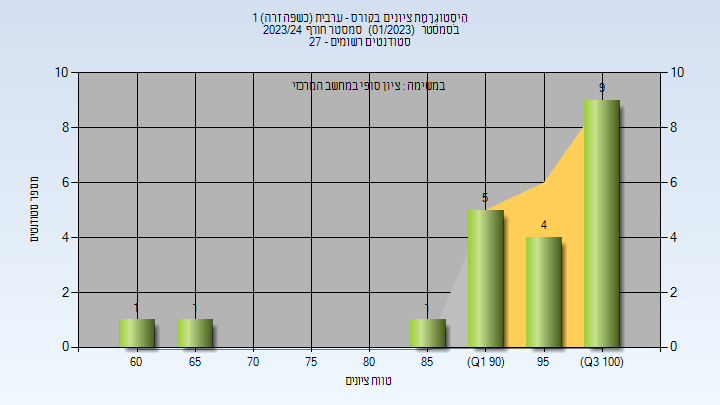 היסטוגרמת ציונים בקורס - ערבית (כשפה זרה) 1
בסמסטר (01/2023) סמסטר חורף 2023/24
סטודנטים רשומים - 27
במשימה : ציון סופי במחשב המרכזי
10 10
8 8
6 6
4 4
2 2
0 0
1 1 1 5 4 9
60 65 70 75 80 85 (Q1 90) 95 (Q3 100)
מספר סטודנטים
טווח ציונים